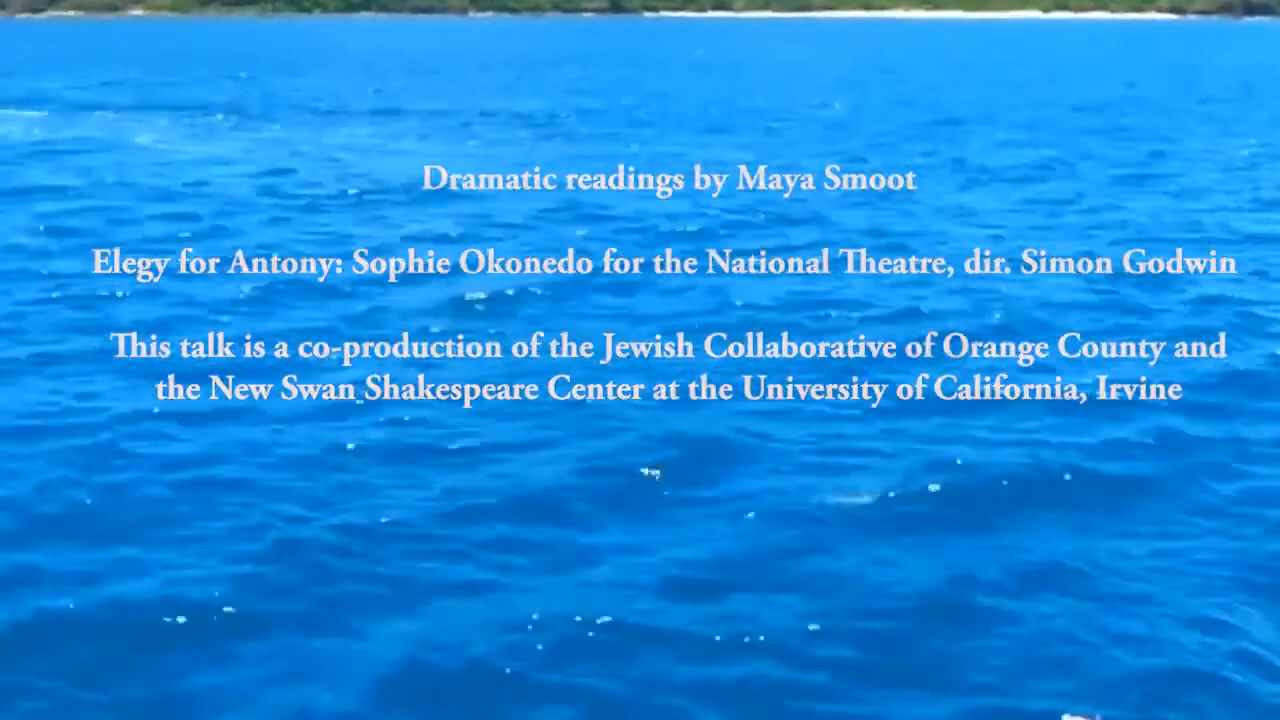 Dramatic readings by Maya Smoot
Elegy for Antony: Sophie Okonedo for the National Theatre, dir. Simon Godwin
This talk is a co-production of the Jewish Collaborative of Orange County and
the New Swan Shakespeare Center at the University of California, Irvine